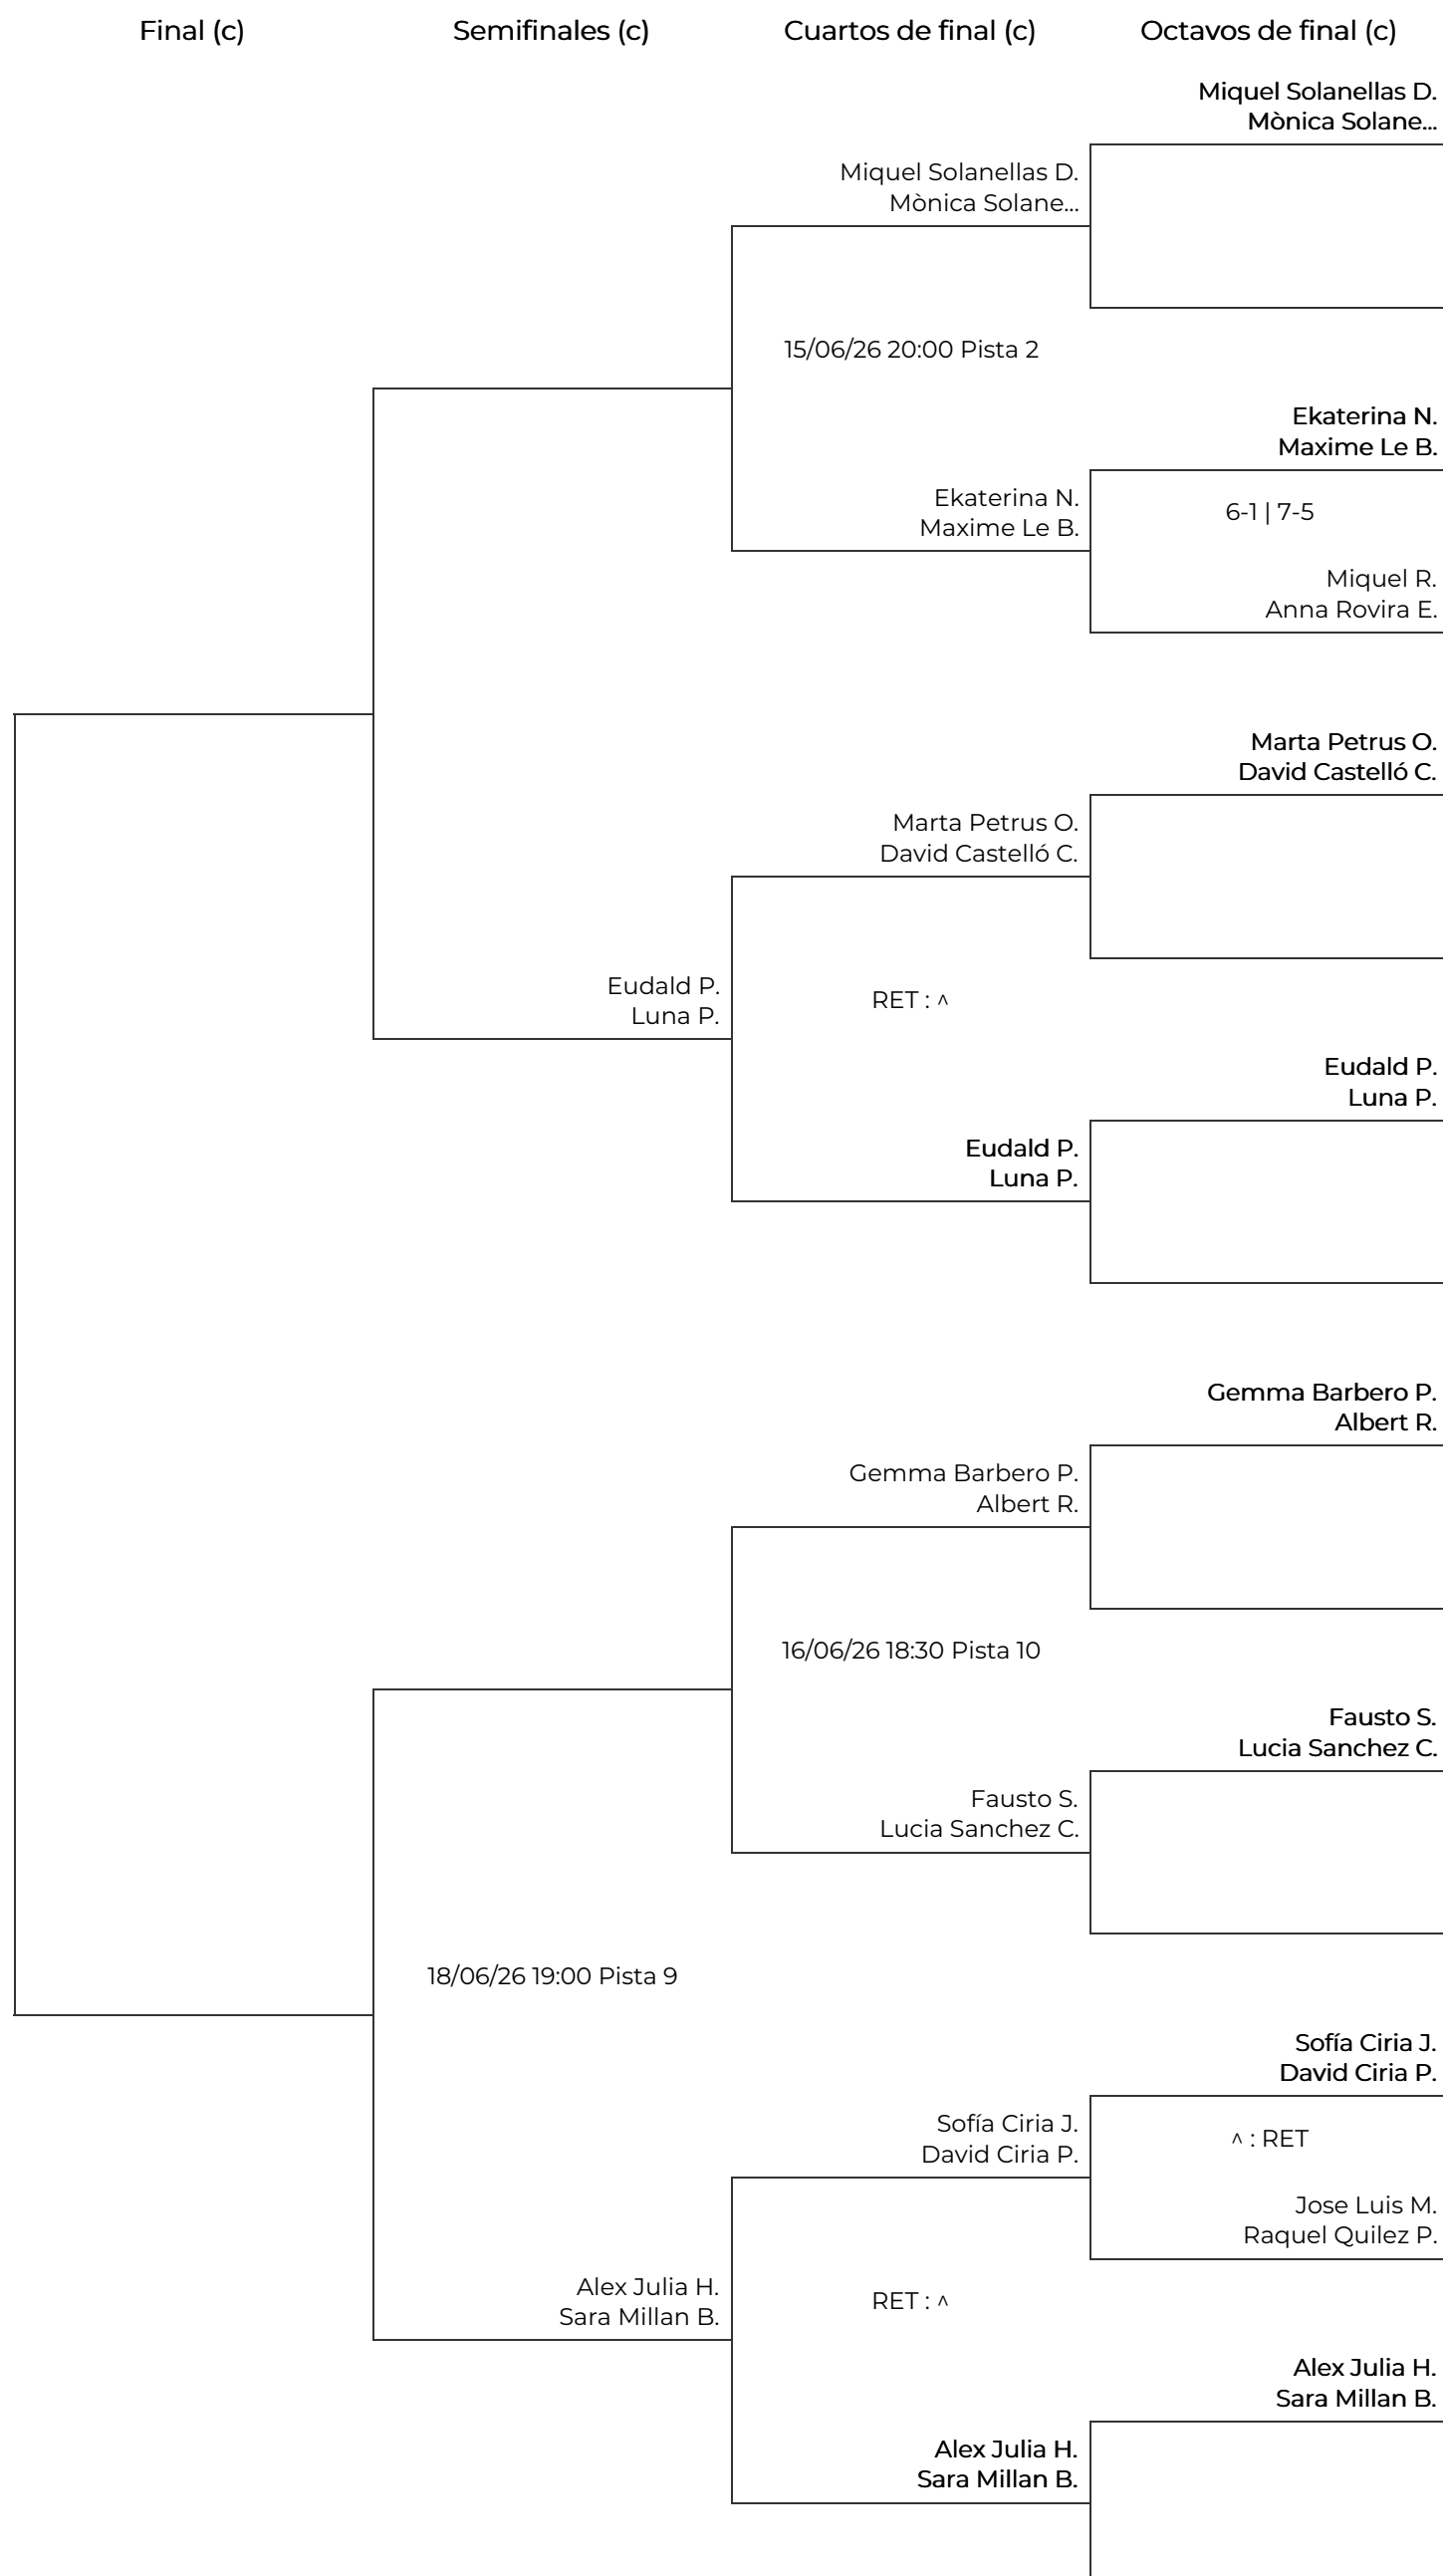 Final (c)
Semifinales (c)
Cuartos de final (c)
Octavos de final (c)
Miquel Solanellas D.
Mònica Solane...
Miquel Solanellas D.
Mònica Solane...
15/06/26 20:00 Pista 2
Ekaterina N.
Maxime Le B.
Ekaterina N.
Maxime Le B.
6-1 | 7-5
Miquel R.
Anna Rovira E.
Marta Petrus O.
David Castelló C.
Marta Petrus O.
David Castelló C.
Eudald P.
Luna P.
RET : ^
Eudald P.
Luna P.
Eudald P.
Luna P.
Gemma Barbero P.
Albert R.
Gemma Barbero P.
Albert R.
16/06/26 18:30 Pista 10
Fausto S.
Lucia Sanchez C.
Fausto S.
Lucia Sanchez C.
18/06/26 19:00 Pista 9
Sofía Ciria J.
David Ciria P.
Sofía Ciria J.
David Ciria P.
^ : RET
Jose Luis M.
Raquel Quilez P.
Alex Julia H.
Sara Millan B.
RET : ^
Alex Julia H.
Sara Millan B.
Alex Julia H.
Sara Millan B.